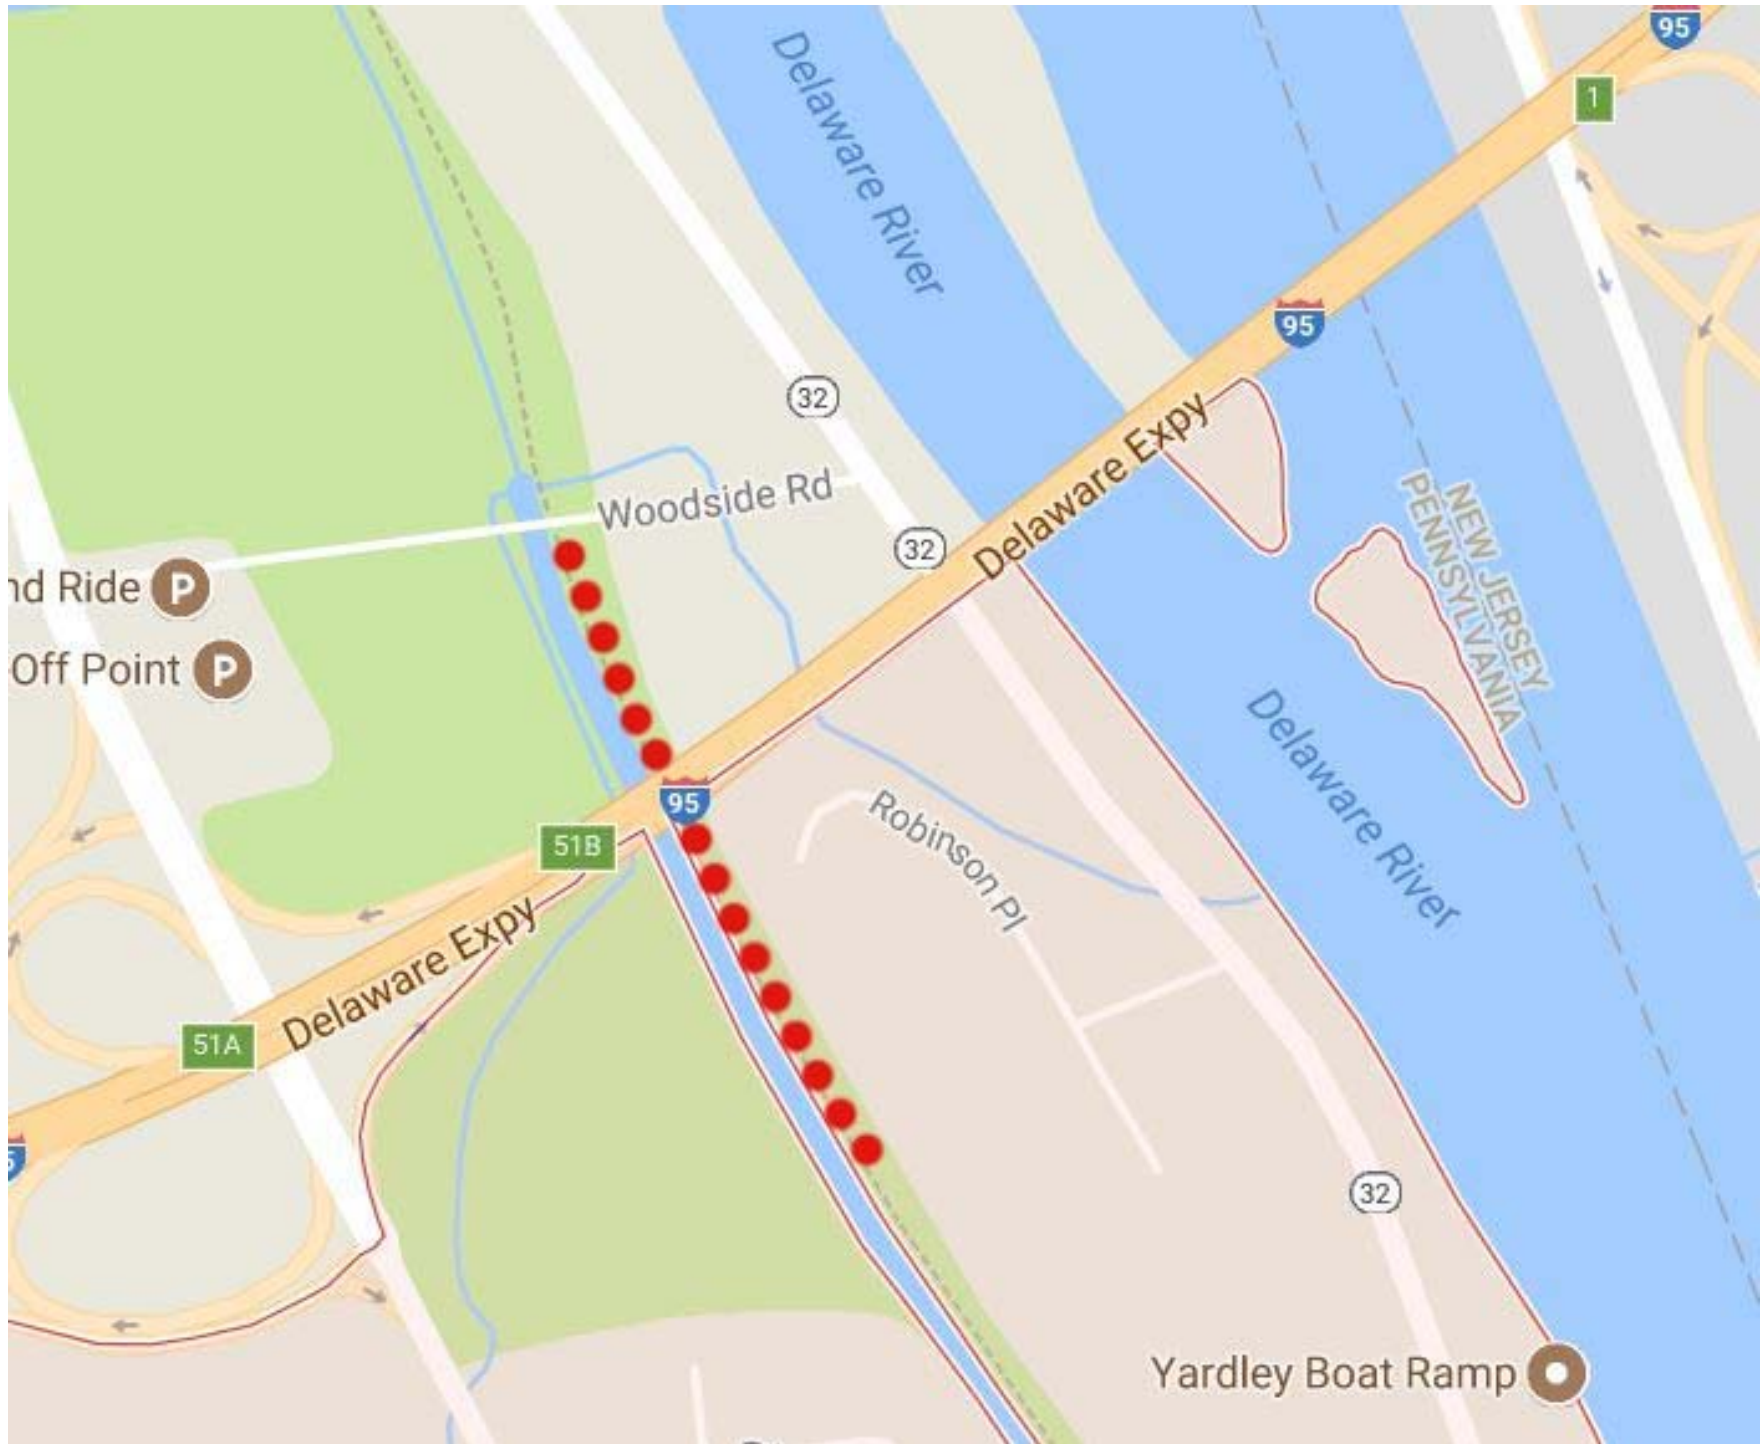 95
1
Delaware River
95
32
Delaware Expy
Woodside Rd
32
NEW JERSEY
PENNSYLVANIA
Ride
P
Off Point
P
Delaware River
95
51B
Robinson Pl
Delaware Expy
51A
32
Yardley Boat Ramp